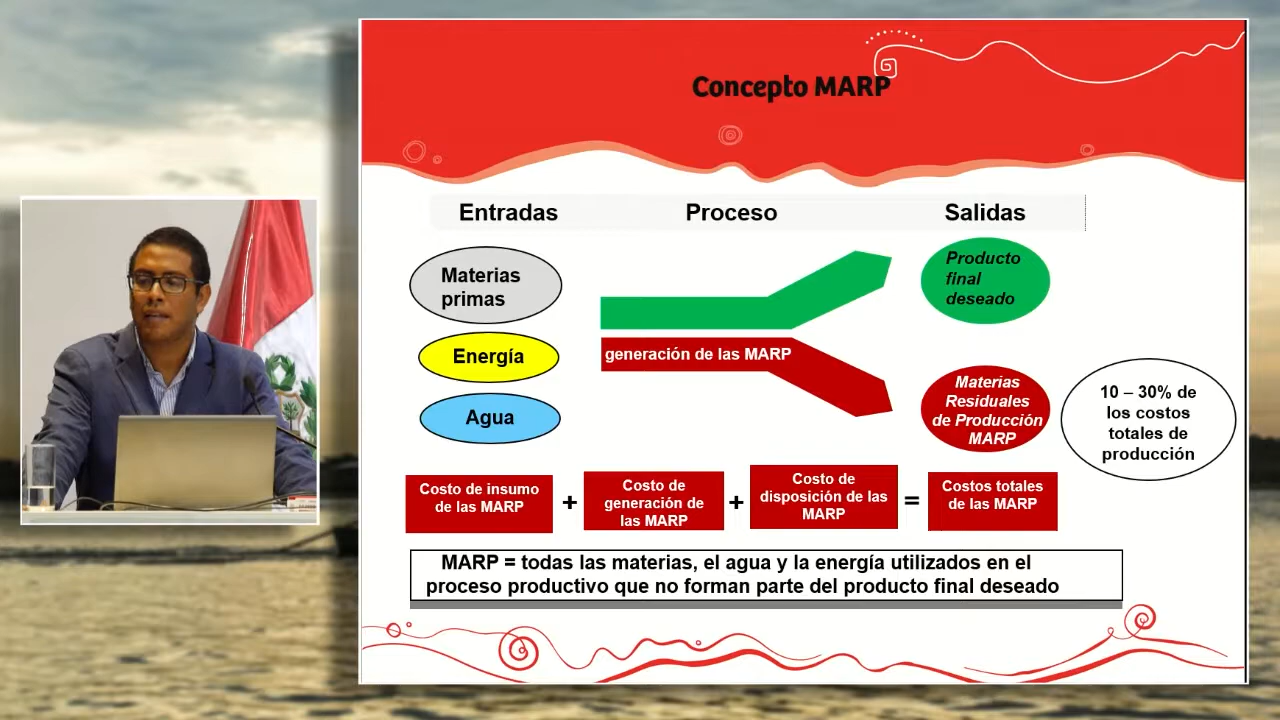 Concepto MARP
Entradas
Proceso
Salidas
Materias
primas
Energía
Agua
generación de las MARP
Producto
final
deseado
Materias
Residuales
de Producción
MARP
10 – 30% de
los costos
totales de
producción
Costo de insumo
de las MARP
+
Costo de
generación de
las MARP
+
Costo de
disposición de las
MARP
=
Costos totales
de las MARP
MARP = todas las materias, el agua y la energía utilizados en el
proceso productivo que no forman parte del producto final deseado